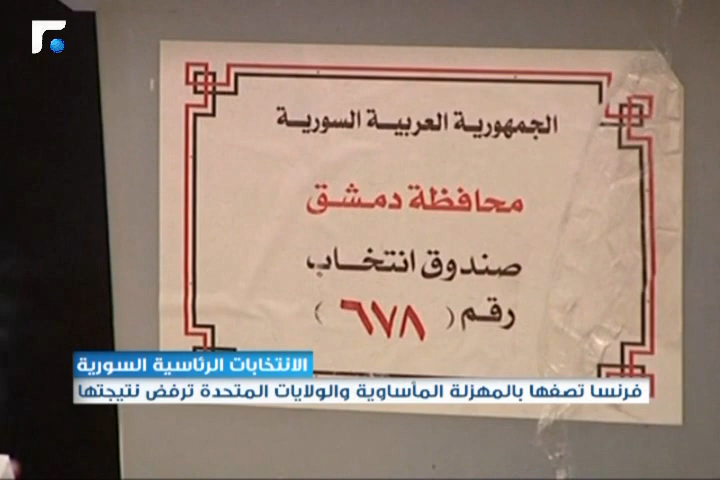 الجمهورية العربية السورية
محافظة دمشق
صندوق انتخاب
رقم ( ٦٧٨ )
الانتخابات الرئاسية السورية
فرنسا تصفها بالمهزلة المأساوية والولايات المتحدة ترفض نتيجتها